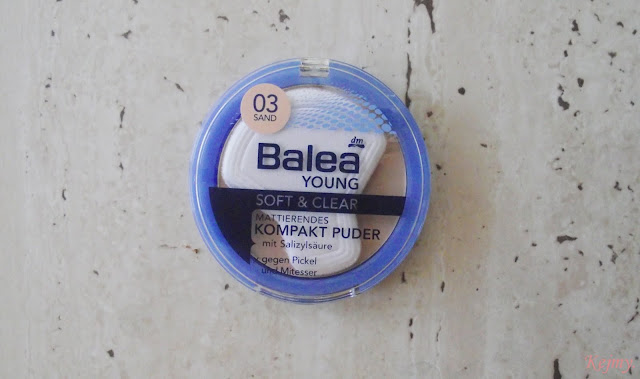 03
SAND
dm
Balea
YOUNG
SOFT & CLEAR
MATTIERENDES
KOMPAKT PUDER
mit Salizylsäure
gegen Pickel
und Mitesser